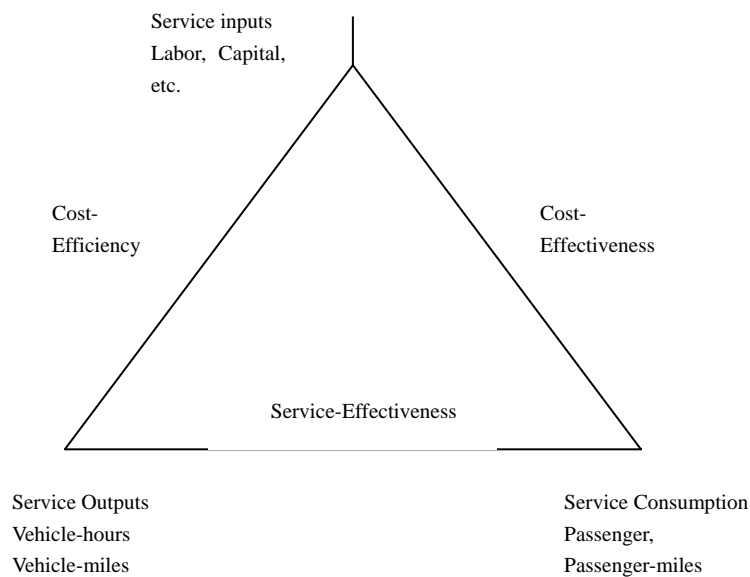 Service inputs
Labor, Capital,
etc.
Cost-
Efficiency
Cost-
Effectiveness
Service-Effectiveness
Service Outputs
Vehicle-hours
Vehicle-miles
Service Consumption
Passenger,
Passenger-miles